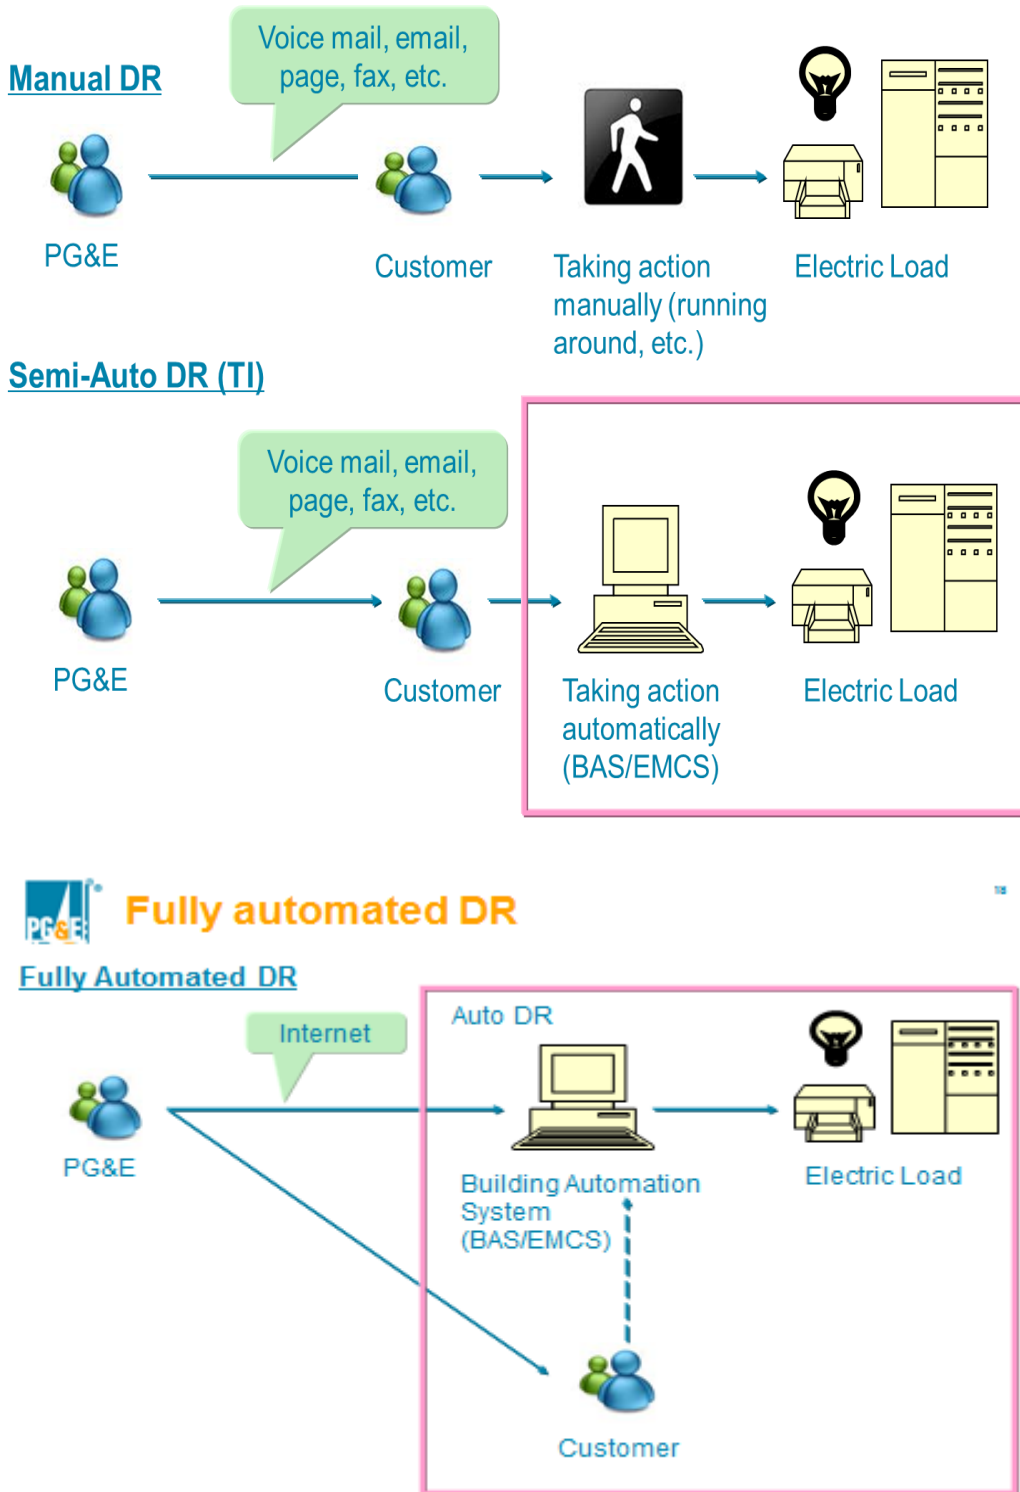 Voice mail, email,
page, fax, etc.
Manual DR
PG&E
Customer
Taking action
manually (running
around, etc.)
Electric Load
Semi-Auto DR (TI)
Voice mail, email,
page, fax, etc.
PG&E
Customer
Taking action
automatically
(BAS/EMCS)
Electric Load
PG&E
Fully automated DR
18
Fully Automated DR
Internet
Auto DR
PG&E
Building Automation
System
(BAS/EMCS)
Electric Load
Customer